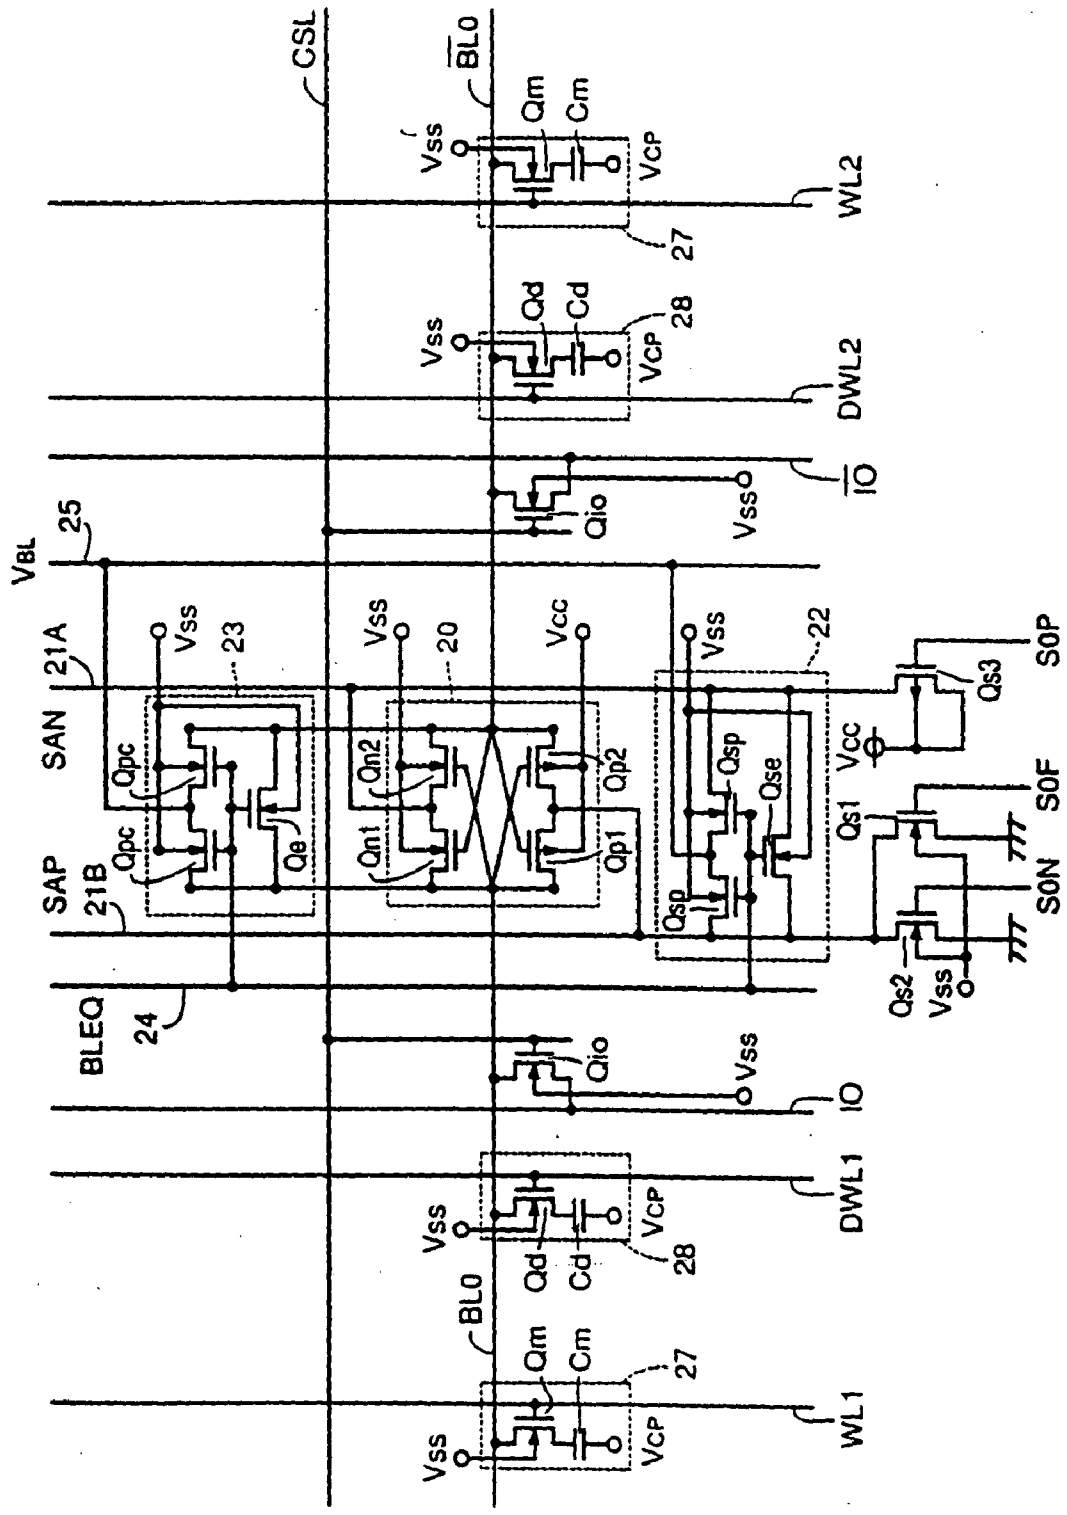 VBL
SAP SAN
21B 21A 25
BLEQ
Qpc Qpc
24
Vss
23
Qe CSL
Qn1 Qn2 Vss
Vss Vss 20 Vss Vss
BL0 B̅L̅0̅
Qm Qd Qd Qm
Vcc
Cm Cd Cd Cm
Qio Qio
Qp1 Qp2
VCP VCP VCP VCP
27 28 Qsp 28 27
Vss
Qsp
Vss Vss
Qse
22
WL1 DWL1 IO Qs1 Vcc I̅O̅ DWL2 WL2
Qs2
Vss
Qs3
S0N S0F S0P